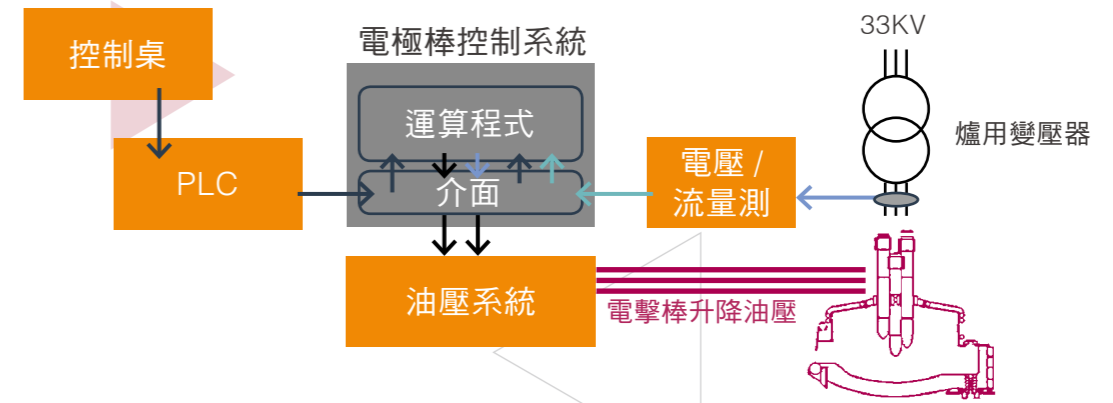 控制桌
電極棒控制系統
33KV
運算程式
爐用變壓器
PLC
介面
電壓 /
流量測
油壓系統
電擊棒升降油壓